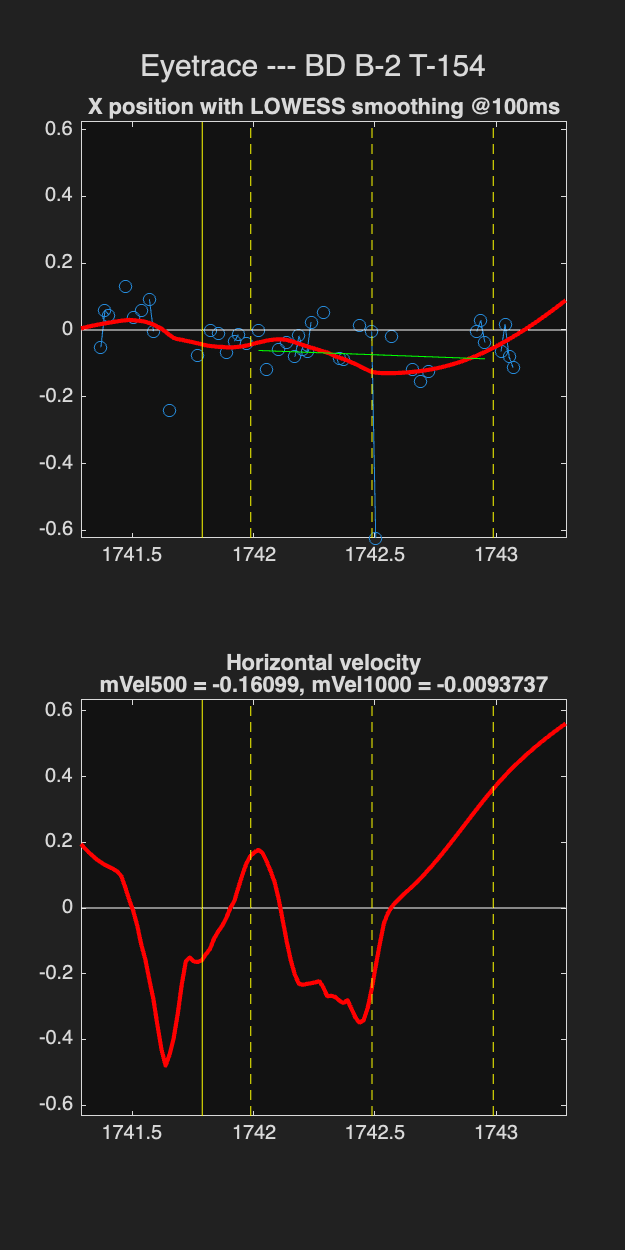 Eyetrace --- BD B-2 T-154
X position with LOWESS smoothing @100ms
0.6
0.4
0.2
0
-0.2
-0.4
-0.6
1741.5 1742 1742.5 1743
Horizontal velocity
mVel500 = -0.16099, mVel1000 = -0.0093737
0.6
0.4
0.2
0
-0.2
-0.4
-0.6
1741.5 1742 1742.5 1743